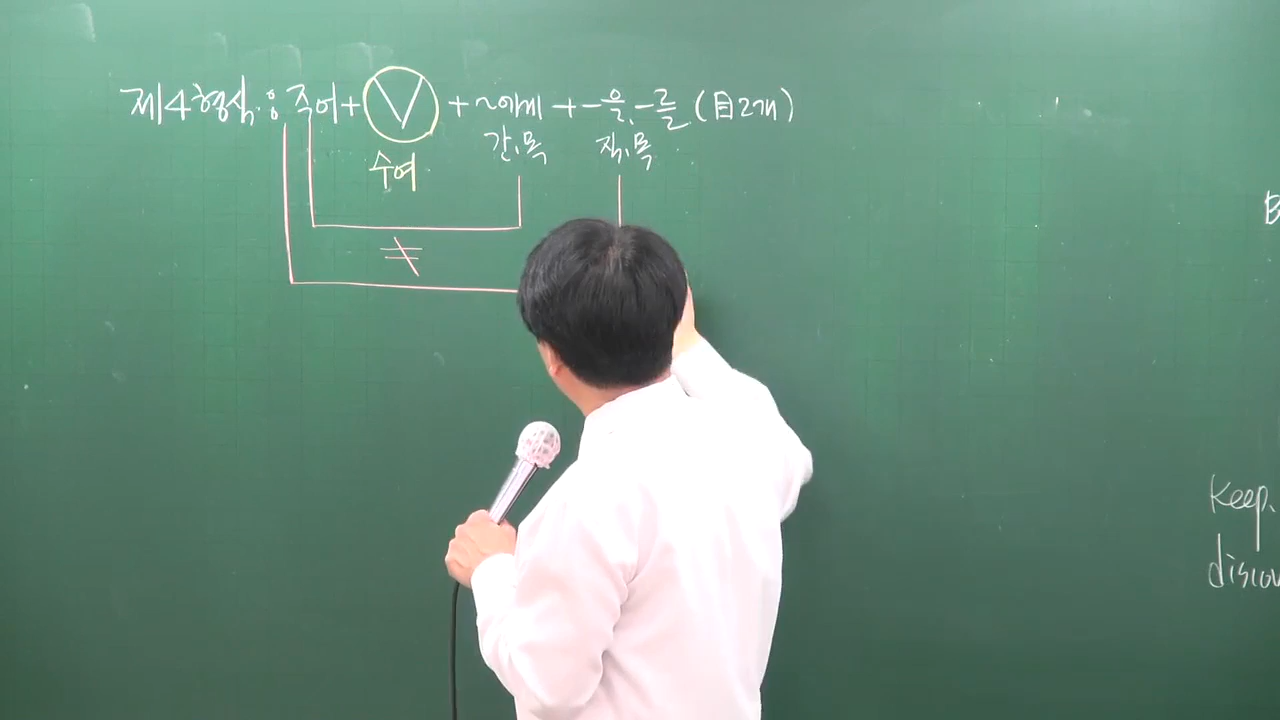 제4형식: 주어+Ⓥ+~에게+-을,-를(目2개)
수여 간.목 직.목
≠
keep.